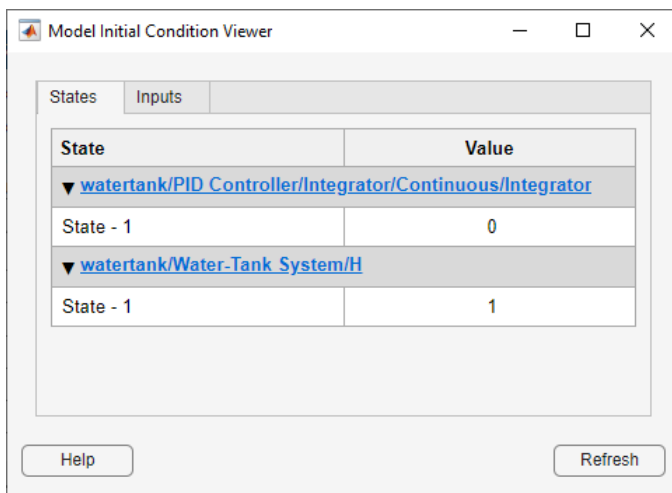 Model Initial Condition Viewer
States Inputs
State Value
watertank/PID Controller/Integrator/Continuous/Integrator
State - 1 0
watertank/Water-Tank System/H
State - 1 1
Help Refresh